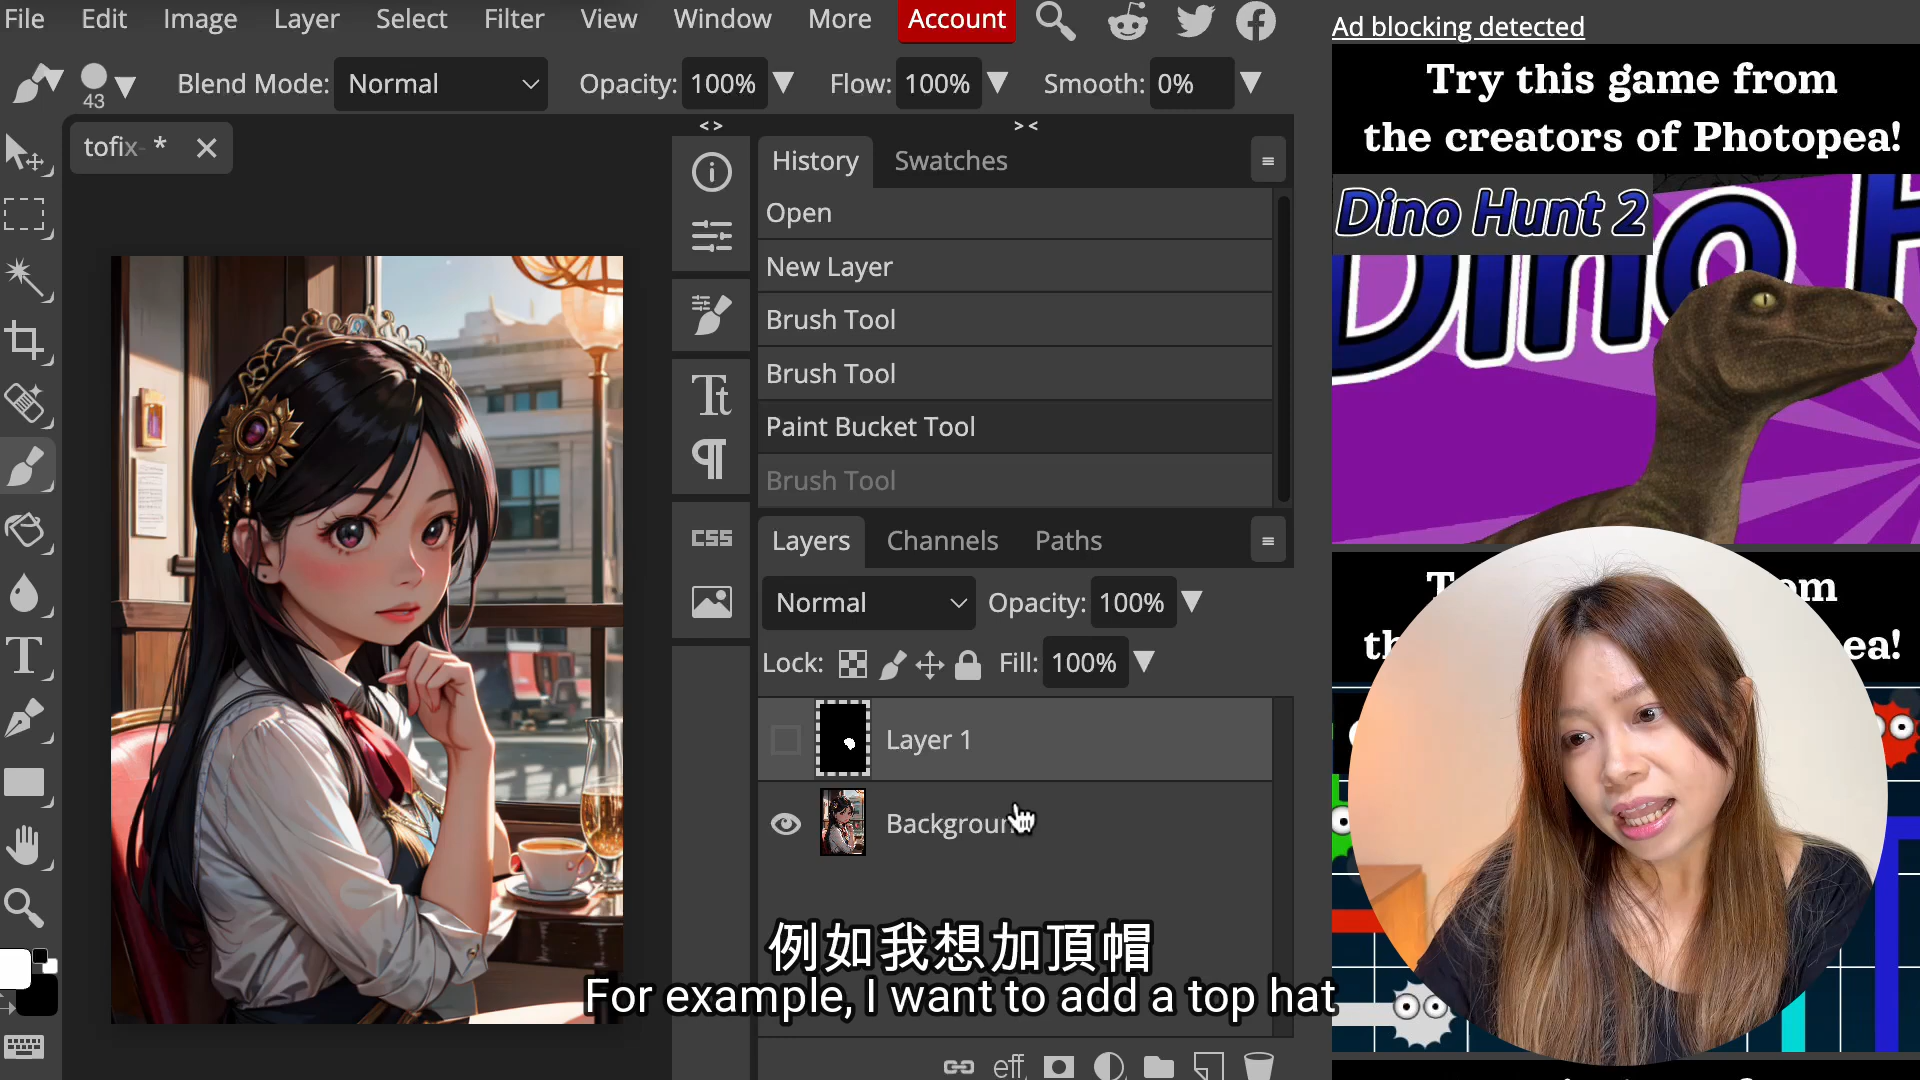 File Edit Image Layer Select Filter View Window More Account
43 Blend Mode: Normal Opacity: 100% Flow: 100% Smooth: 0%
tofix- *
< >
> <
History Swatches
Open
New Layer
Brush Tool
Brush Tool
Paint Bucket Tool
Brush Tool
CSS
Layers Channels Paths
Normal Opacity: 100%
Lock: Fill: 100%
Layer 1
Background
eff
Ad blocking detected
Try this game from
the creators of Photopea!
Dino Hunt 2
例如我想加頂帽
For example, I want to add a top hat